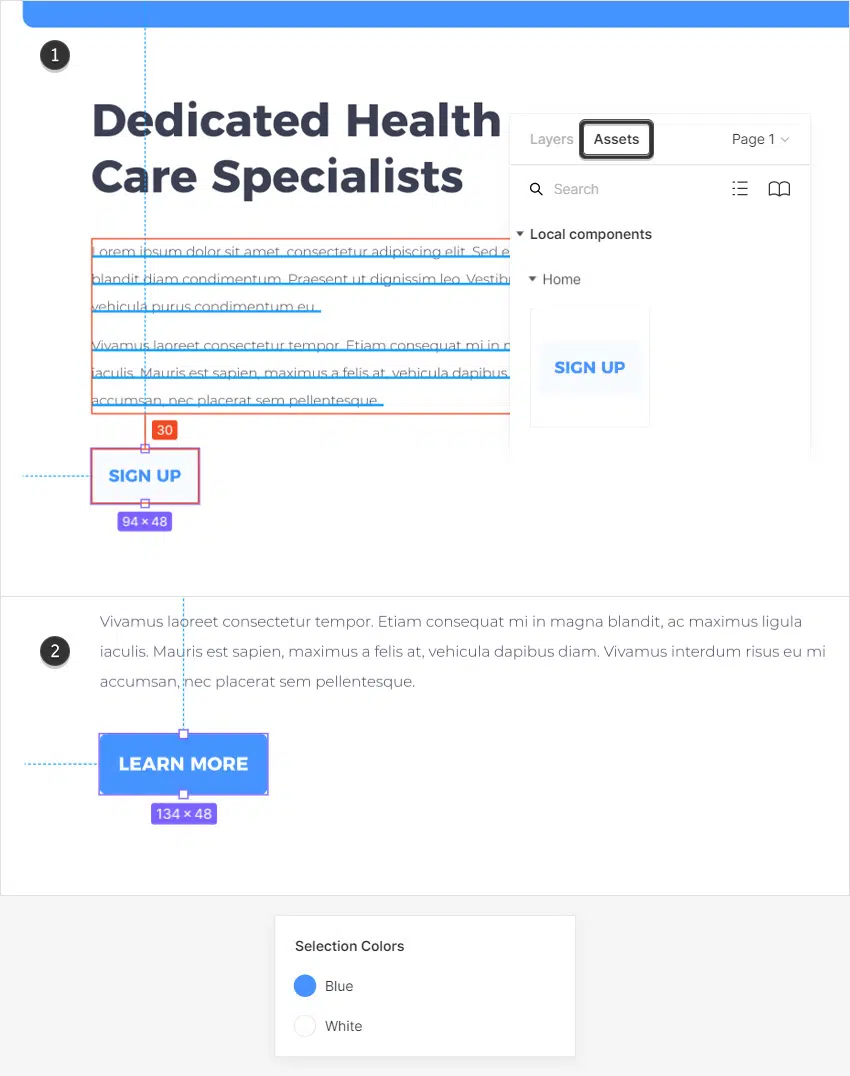 1
Dedicated Health
Care Specialists
Layers Assets Page 1
Search
Local components
Home
SIGN UP
Lorem ipsum dolor sit amet, consectetur adipiscing elit. Sed e
blandit diam condimentum. Praesent ut dignissim leo.
vehicula purus condimentum eu.
Vivamus laoreet consectetur tempor. Etiam consequat mi in
iaculis. Mauris est sapien, maximus a felis at, vehicula dapibus
accumsan, nec placerat sem pellentesque.
30
SIGN UP
94 × 48
2
Vivamus laoreet consectetur tempor. Etiam consequat mi in magna blandit, ac maximus ligula
iaculis. Mauris est sapien, maximus a felis at, vehicula dapibus diam. Vivamus interdum risus eu mi
accumsan, nec placerat sem pellentesque.
LEARN MORE
134 × 48
Selection Colors
Blue
White